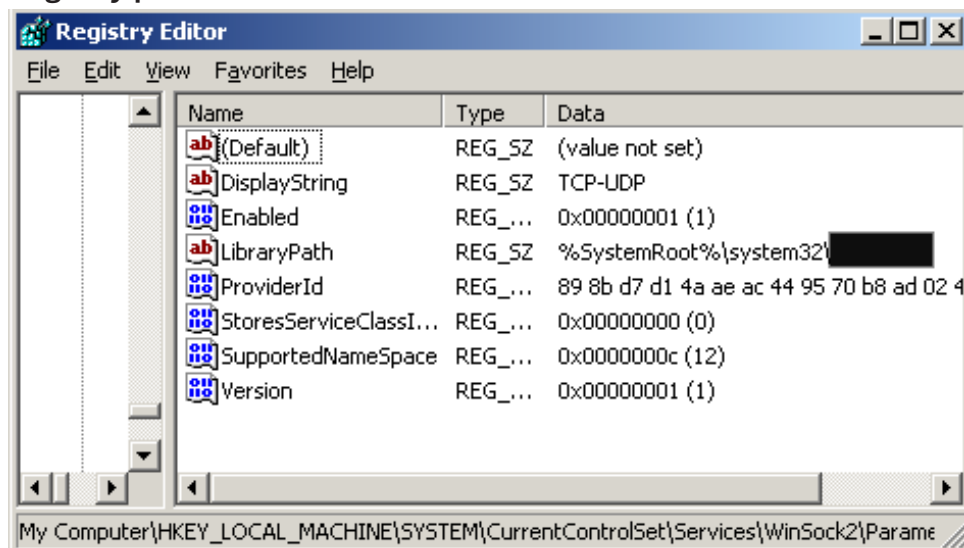 Registry Editor
File Edit View Favorites Help
Name Type Data
(Default) REG_SZ (value not set)
DisplayString REG_SZ TCP-UDP
Enabled REG_... 0x00000001 (1)
LibraryPath REG_SZ %SystemRoot%\system32\
ProviderId REG_... 89 8b d7 d1 4a ae ac 44 95 70 b8 ad 02 4
StoresServiceClassI... REG_... 0x00000000 (0)
SupportedNameSpace REG_... 0x0000000c (12)
Version REG_... 0x00000001 (1)
My Computer\HKEY_LOCAL_MACHINE\SYSTEM\CurrentControlSet\Services\WinSock2\Parame